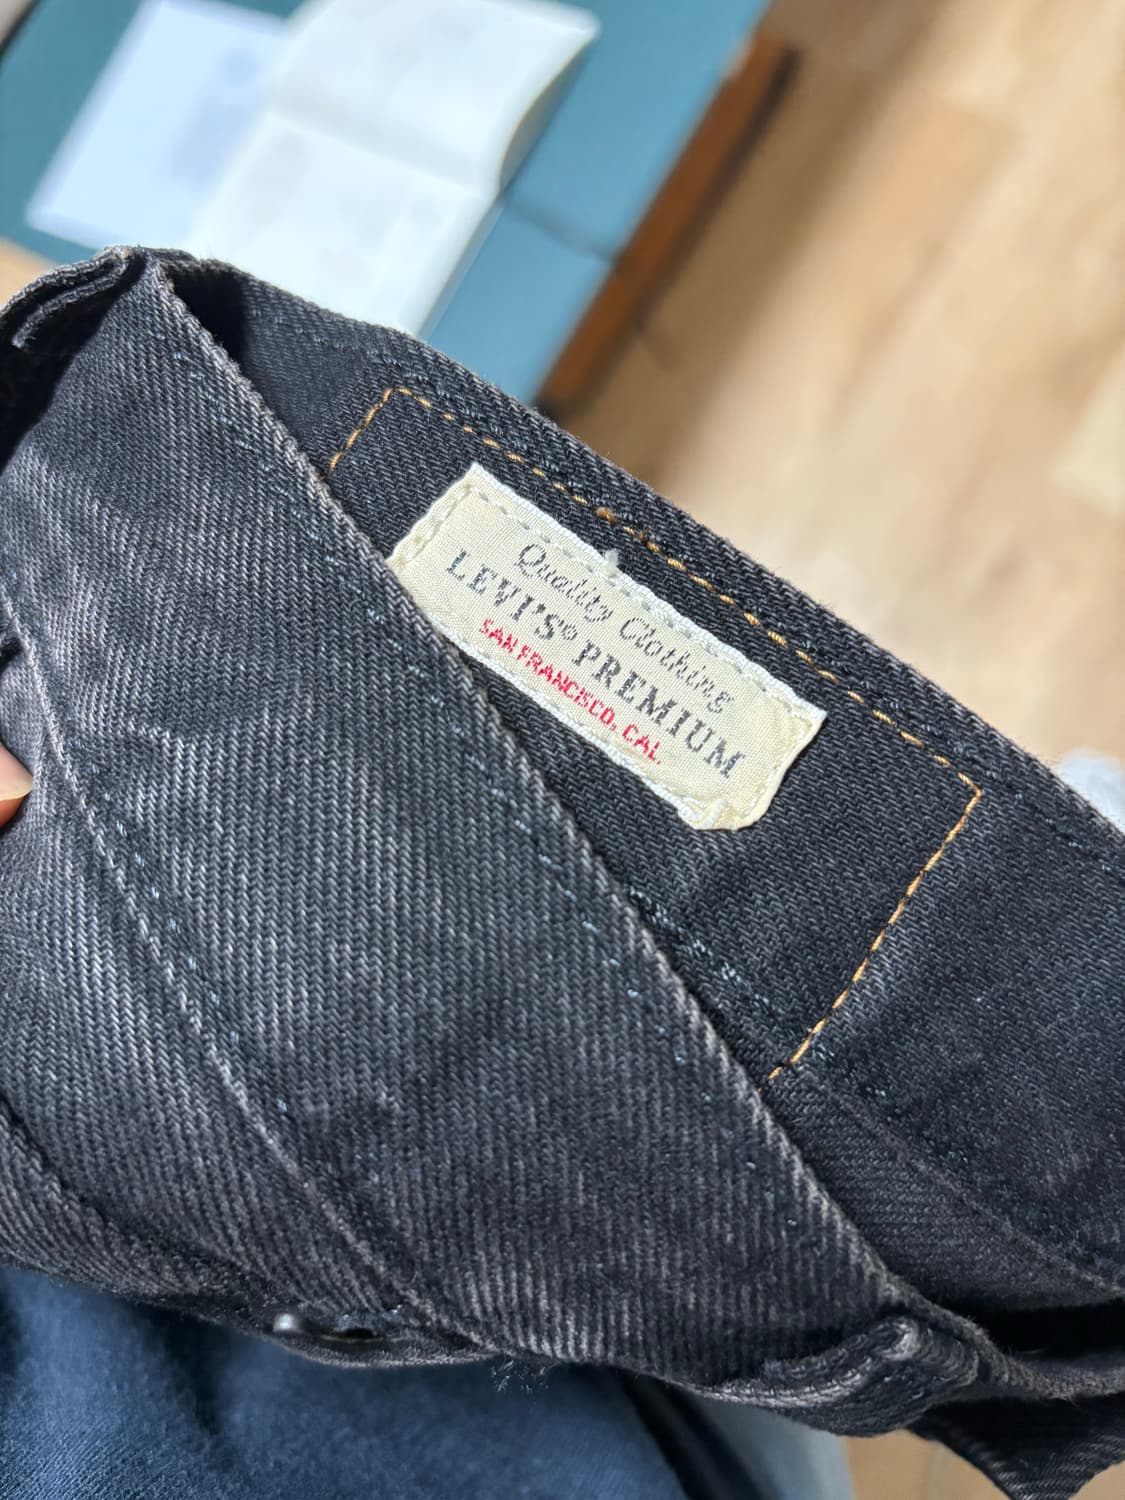 Quality Clothing
LEVI'S® PREMIUM
SAN FRANCISCO, CAL.